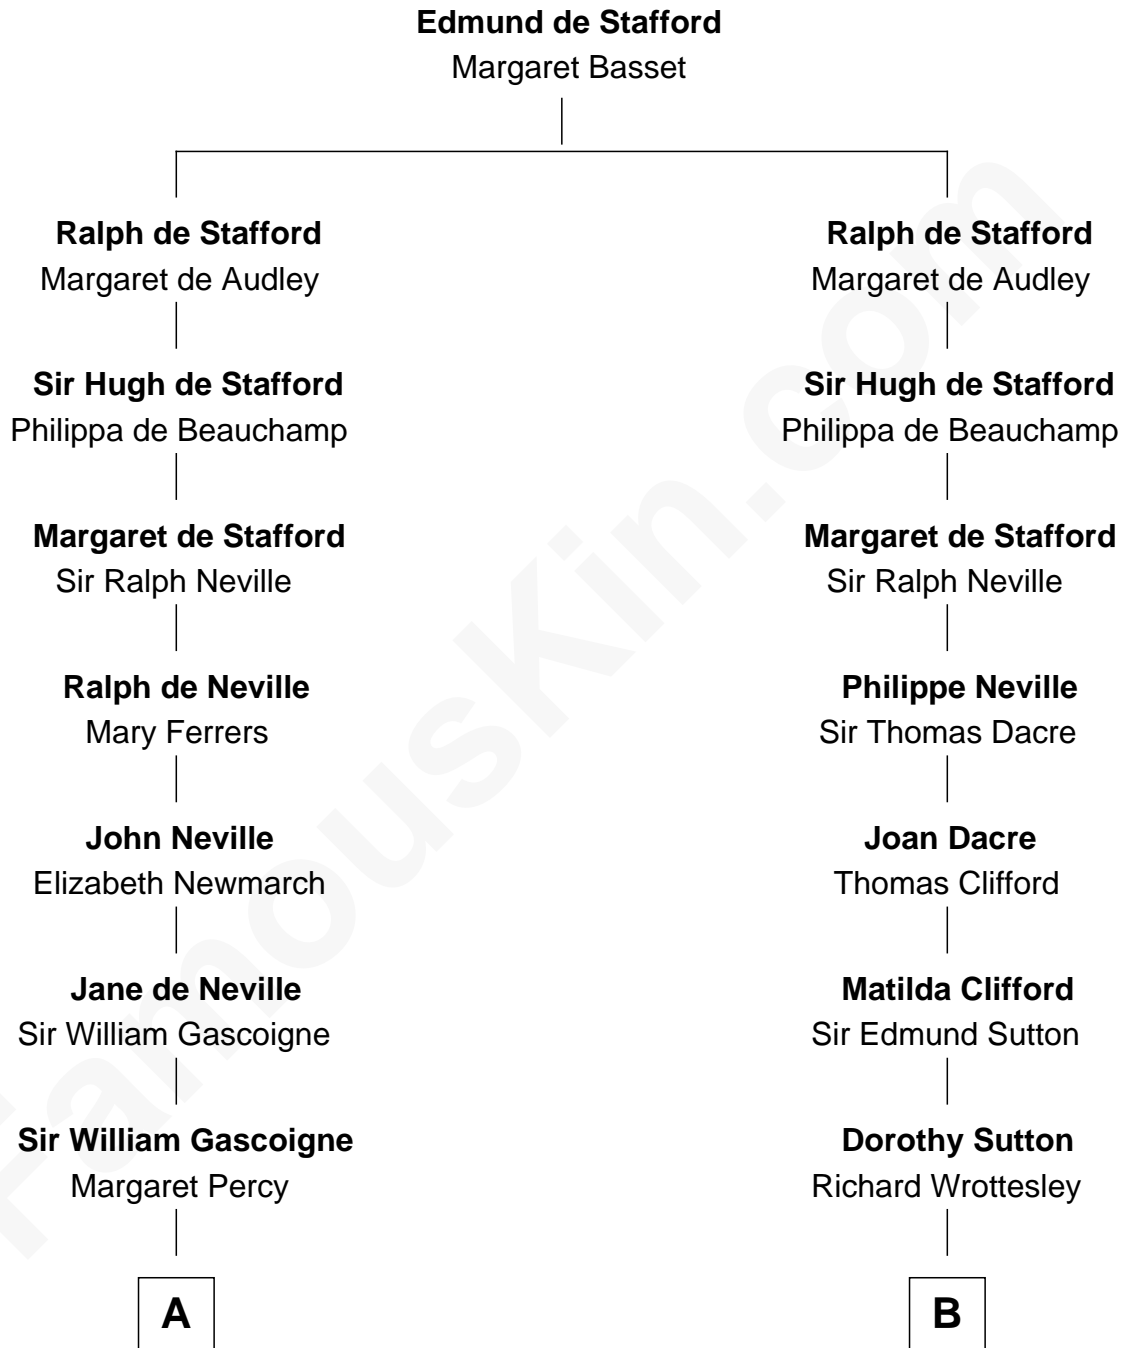 Edmund de Stafford
Margaret Basset
Ralph de Stafford
Margaret de Audley
Ralph de Stafford
Margaret de Audley
Sir Hugh de Stafford
Philippa de Beauchamp
Sir Hugh de Stafford
Philippa de Beauchamp
Margaret de Stafford
Sir Ralph Neville
Margaret de Stafford
Sir Ralph Neville
Ralph de Neville
Mary Ferrers
Philippe Neville
Sir Thomas Dacre
John Neville
Elizabeth Newmarch
Joan Dacre
Thomas Clifford
Jane de Neville
Sir William Gascoigne
Matilda Clifford
Sir Edmund Sutton
Sir William Gascoigne
Margaret Percy
Dorothy Sutton
Richard Wrottesley
A
B
FamousKin.com